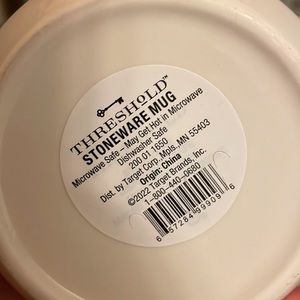 THRESHOLD™
STONEWARE MUG
Microwave Safe – May Get Hot in Microwave
Dishwasher Safe
200 01 1650
Dist. by Target Corp., Mpls., MN 55403
Origin: China
©2022 Target Brands, Inc.
1-800-440-0680